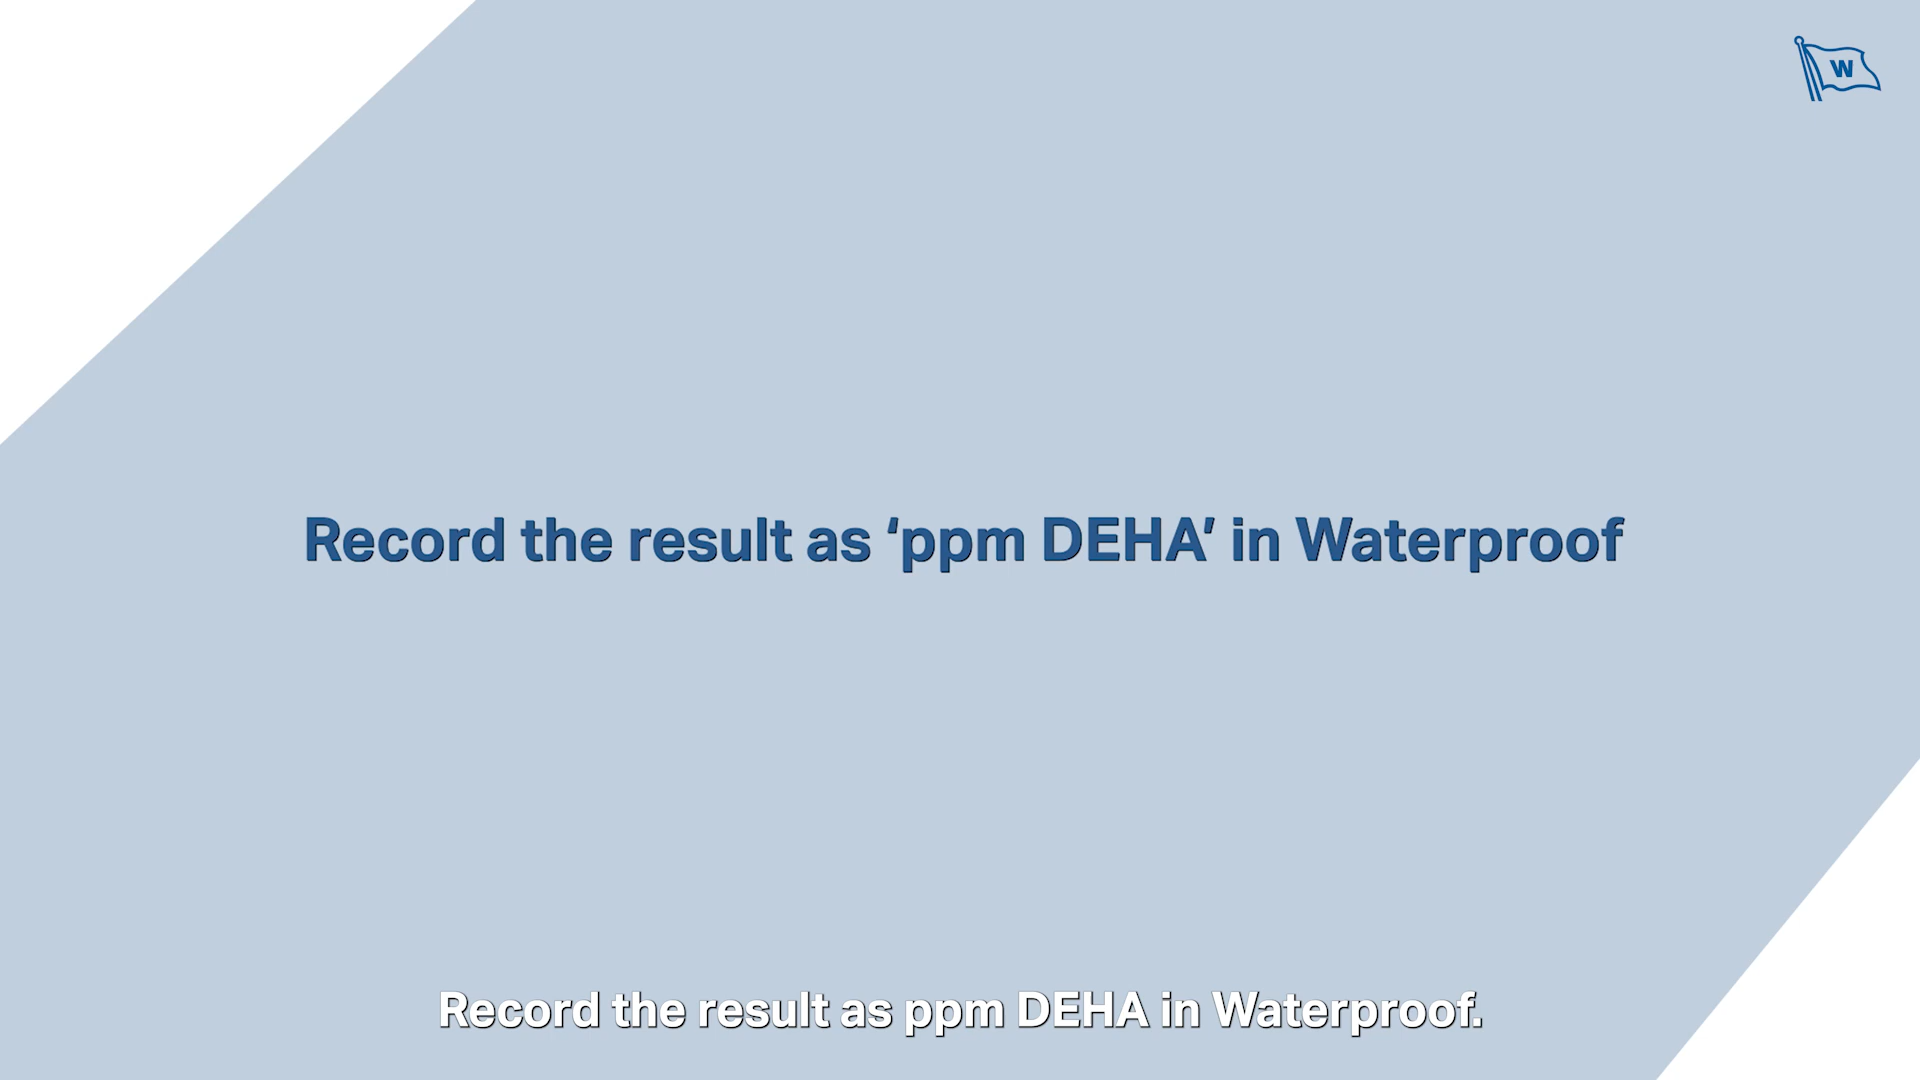 W
Record the result as ‘ppm DEHA’ in Waterproof
Record the result as ppm DEHA in Waterproof.